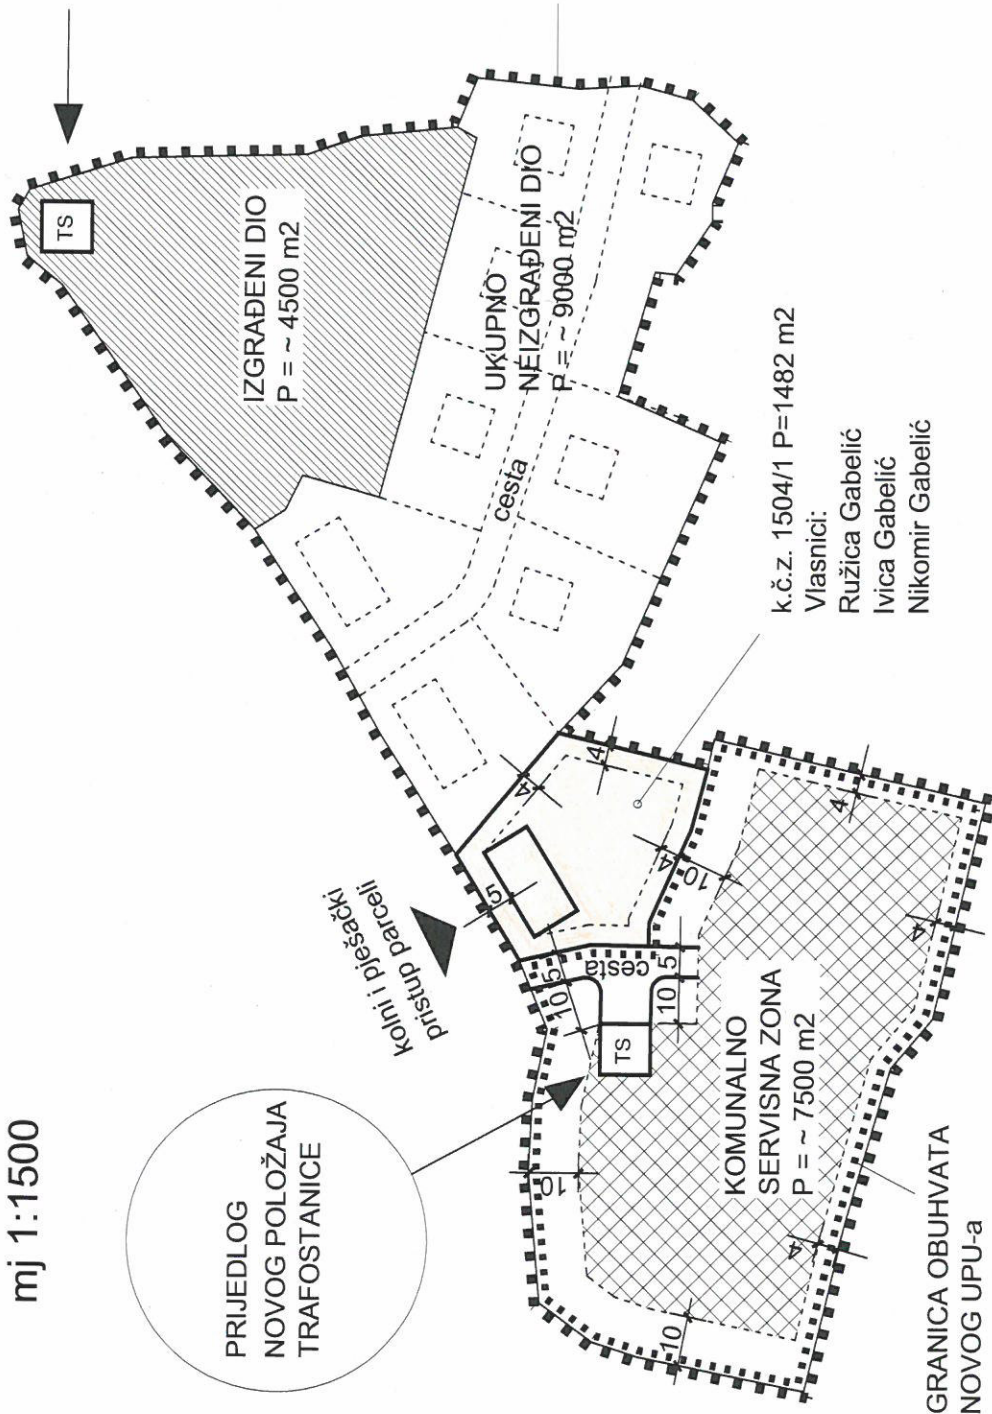 mj 1:1500
PRIJEDLOG
NOVOG POLOŽAJA
TRAFOSTANICE
kolni i pješački
pristup parceli
TS
IZGRAĐENI DIO
P = ~ 4500 m2
UKUPNO
NEIZGRAĐENI DIO
P = ~ 9000 m2
cesta
5
4
4
4
10
5
cesta
5
10
10
TS
10
10
4
4
4
KOMUNALNO
SERVISNA ZONA
P = ~ 7500 m2
k.č.z. 1504/1 P=1482 m2
Vlasnici:
Ružica Gabelić
Ivica Gabelić
Nikomir Gabelić
GRANICA OBUHVATA
NOVOG UPU-a